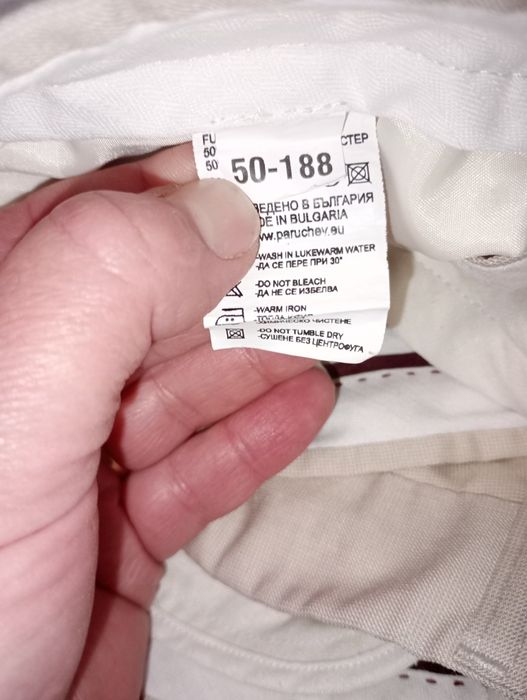 FU
СТЕР
50
50
50-188
ВЕДЕНО В БЪЛГАРИЯ
DE IN BULGARIA
ww.paruchev.eu
-WASH IN LUKEWARM WATER
-ДА СЕ ПЕРЕ ПРИ 30°
-DO NOT BLEACH
-ДА НЕ СЕ ИЗБЕЛВА
-WARM IRON
-DO NOT TUMBLE DRY
-СУШЕНЕ БЕЗ ЦЕНТРОФУГА